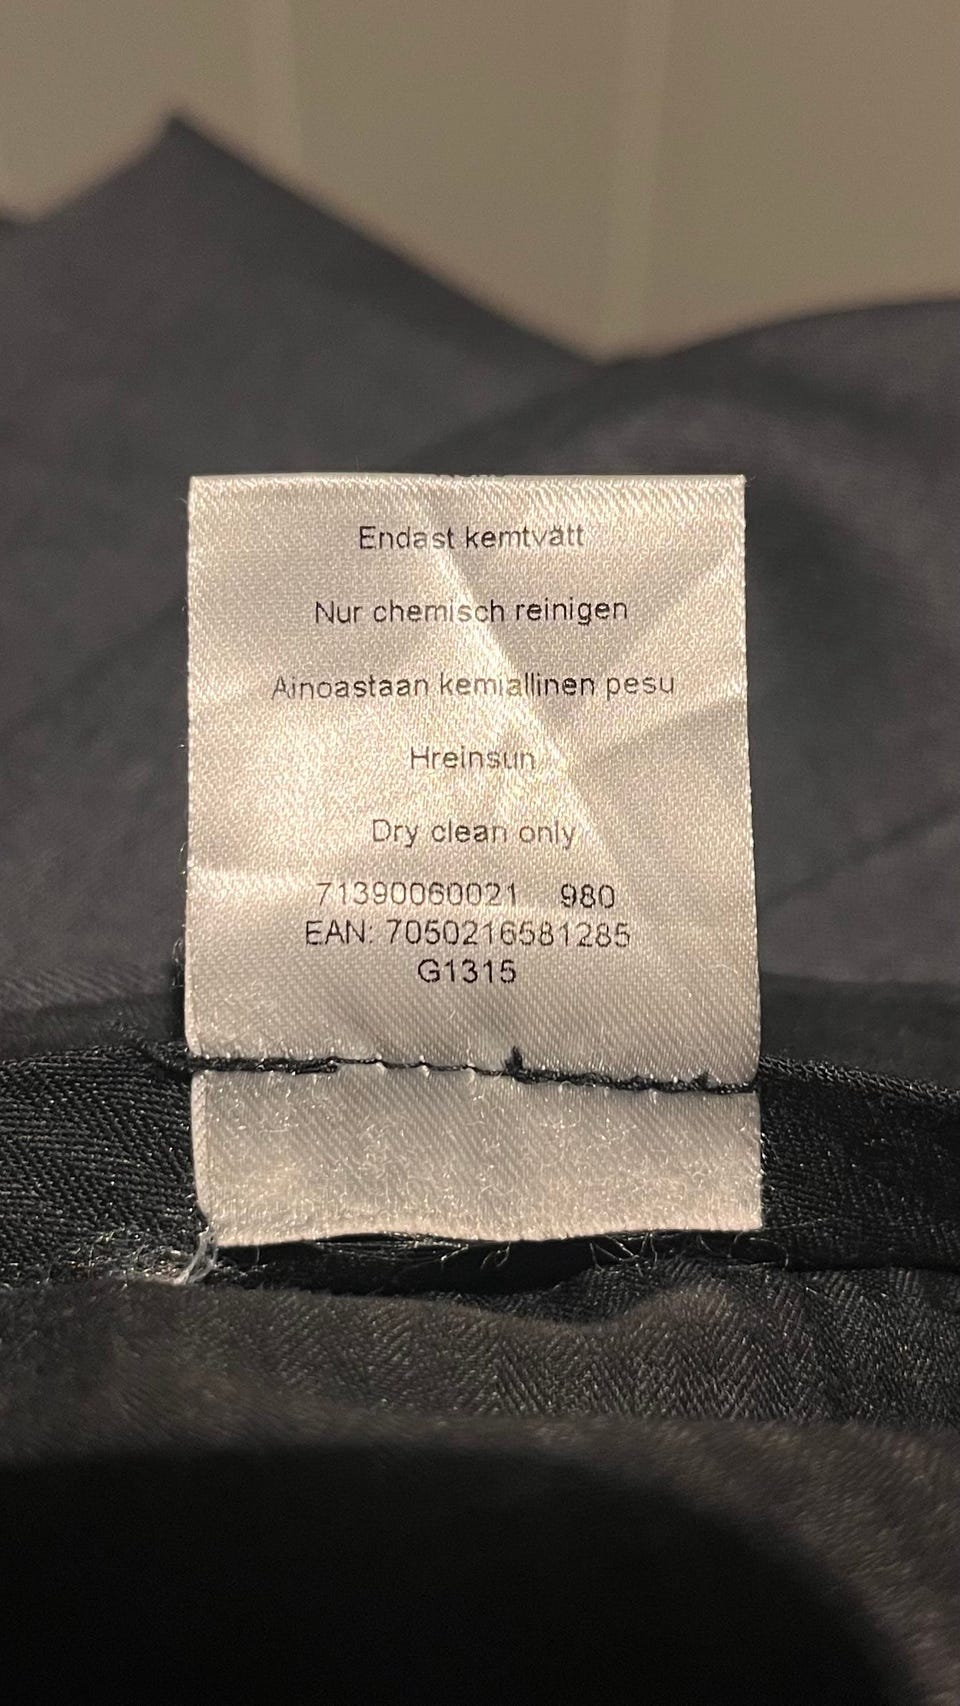 Endast kemtvätt
Nur chemisch reinigen
Ainoastaan kemiallinen pesu
Hreinsun
Dry clean only
71390060021 980
EAN: 7050216581285
G1315